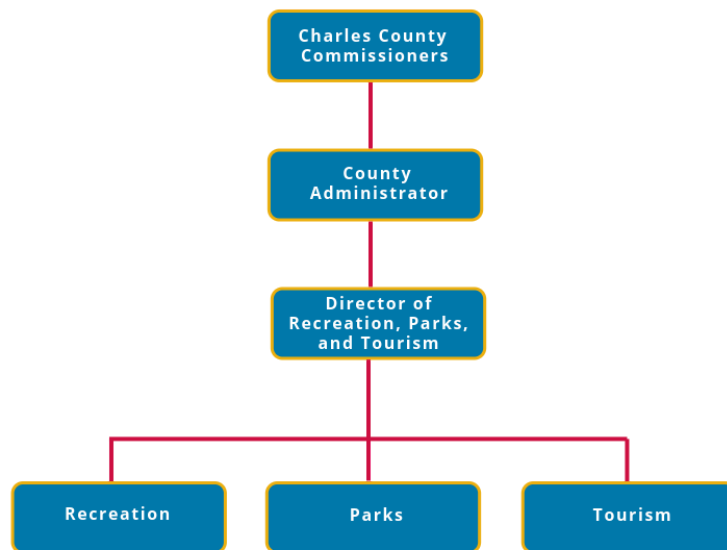 Charles County
Commissioners
County
Administrator
Director of
Recreation, Parks,
and Tourism
Recreation
Parks
Tourism